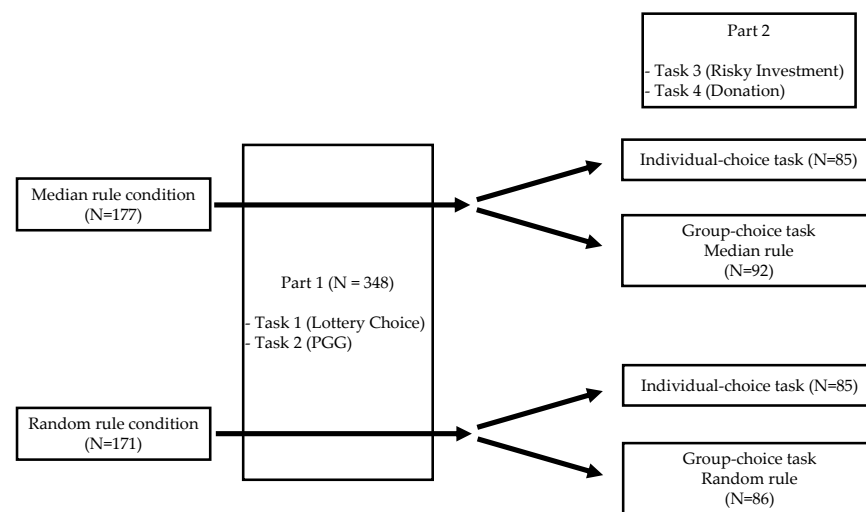 Part 2
- Task 3 (Risky Investment)
- Task 4 (Donation)
Median rule condition
(N=177)
Individual-choice task (N=85)
Group-choice task
Median rule
(N=92)
Part 1 (N = 348)
- Task 1 (Lottery Choice)
- Task 2 (PGG)
Random rule condition
(N=171)
Individual-choice task (N=85)
Group-choice task
Random rule
(N=86)